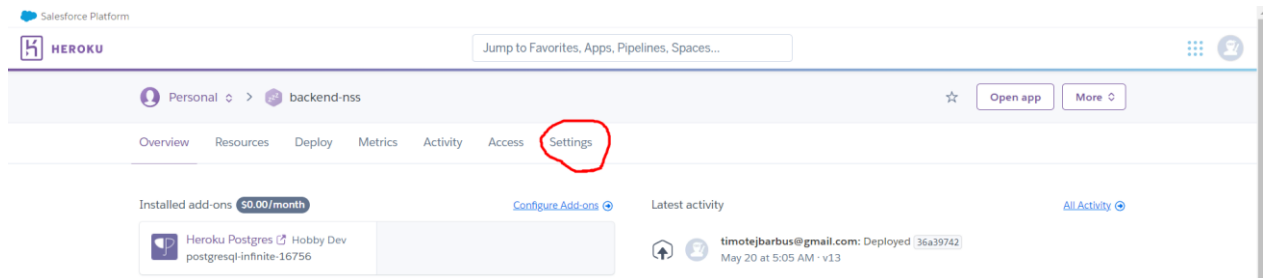 Salesforce Platform
HEROKU
Jump to Favorites, Apps, Pipelines, Spaces...
Personal > backend-nss
Open app
More
Overview Resources Deploy Metrics Activity Access Settings
Installed add-ons $0.00/month
Configure Add-ons
Heroku Postgres Hobby Dev
postgresql-infinite-16756
Latest activity
All Activity
timotejbarbus@gmail.com: Deployed 36a39742
May 20 at 5:05 AM · v13